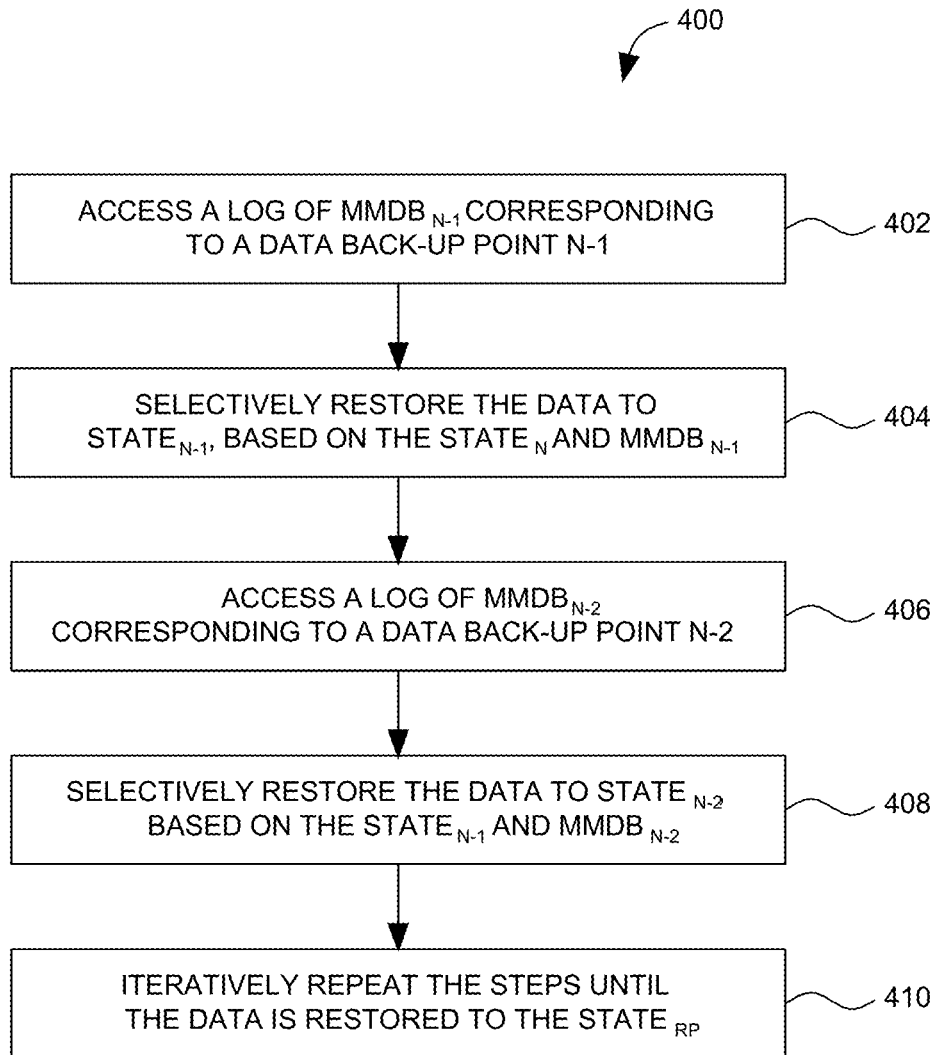 400
ACCESS A LOG OF MMDB N-1 CORRESPONDING
TO A DATA BACK-UP POINT N-1
402
SELECTIVELY RESTORE THE DATA TO
STATE N-1, BASED ON THE STATE N AND MMDB N-1
404
ACCESS A LOG OF MMDB N-2
CORRESPONDING TO A DATA BACK-UP POINT N-2
406
SELECTIVELY RESTORE THE DATA TO STATE N-2,
BASED ON THE STATE N-1 AND MMDB N-2
408
ITERATIVELY REPEAT THE STEPS UNTIL
THE DATA IS RESTORED TO THE STATE RP
410